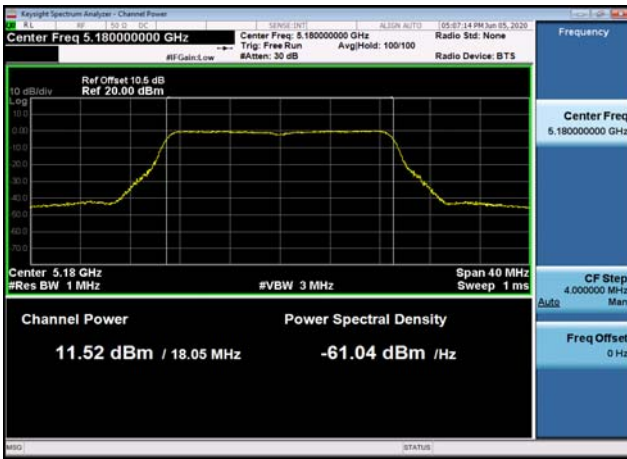 Keysight Spectrum Analyzer - Channel Power
RL RF 50 Ω DC SENSE:INT ALIGN AUTO 05:07:14 PM Jun 05, 2020
Center Freq 5.180000000 GHz
Center Freq: 5.180000000 GHz
Radio Std: None
Trig: Free Run Avg|Hold: 100/100
#IFGain:Low #Atten: 30 dB Radio Device: BTS
Ref Offset 10.5 dB
10 dB/div Ref 20.00 dBm
Log
10.0
0.00
-10.0
-20.0
-30.0
-40.0
-50.0
-60.0
-70.0
Center 5.18 GHz Span 40 MHz
#Res BW 1 MHz #VBW 3 MHz Sweep 1 ms
Channel Power Power Spectral Density
11.52 dBm / 18.05 MHz -61.04 dBm /Hz
Frequency
Center Freq
5.180000000 GHz
CF Step
4.000000 MHz
Auto Man
Freq Offset
0 Hz
MSG STATUS